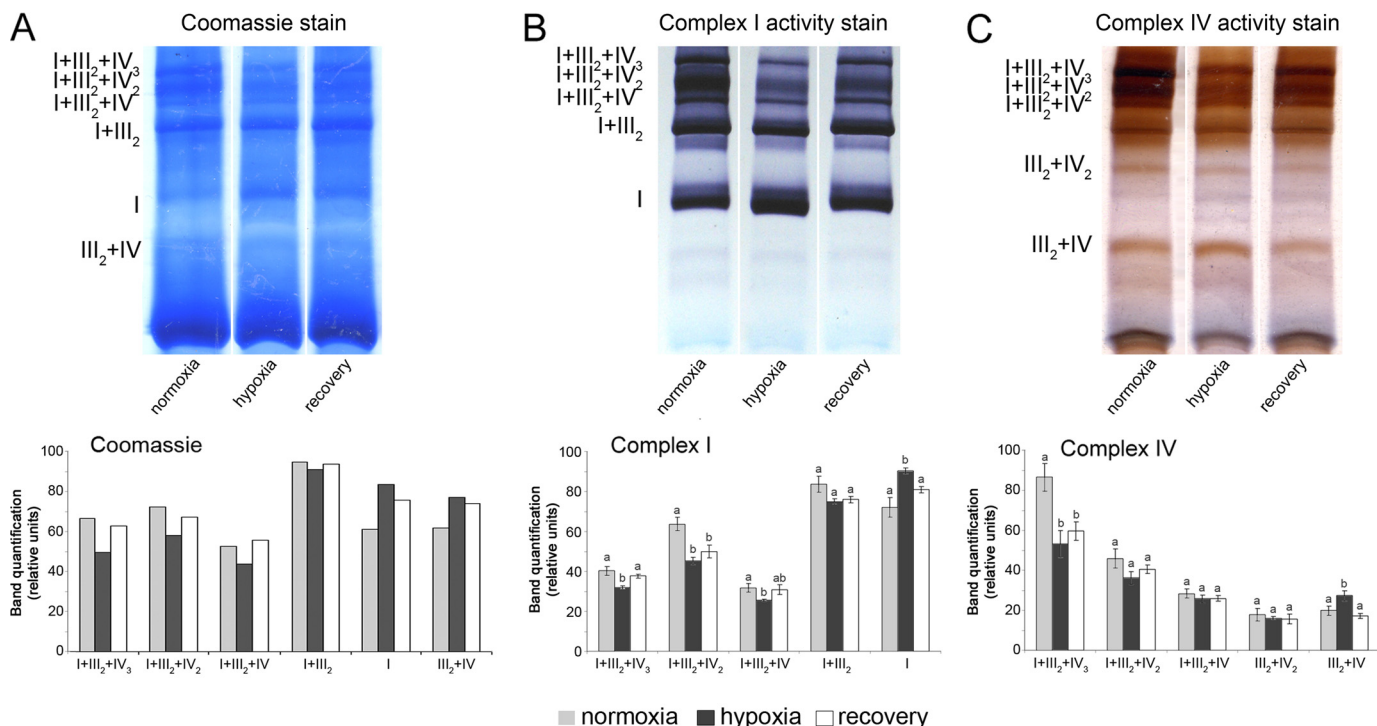 A
Coomassie stain
I+III₂+IV₃
I+III₂+IV₂
I+III₂+IV
I+III₂
I
III₂+IV
normoxia
hypoxia
recovery
B
Complex I activity stain
I+III₂+IV₃
I+III₂+IV₂
I+III₂+IV
I+III₂
I
normoxia
hypoxia
recovery
C
Complex IV activity stain
I+III₂+IV₃
I+III₂+IV₂
I+III₂+IV
III₂+IV₂
III₂+IV
normoxia
hypoxia
recovery
Coomassie
Band quantification
(relative units)
100
80
60
40
20
0
I+III₂+IV₃ I+III₂+IV₂ I+III₂+IV I+III₂ I III₂+IV
Complex I
Band quantification
(relative units)
100
80
60
40
20
0
a b a
a b b
a b ab
a a a
a b a
I+III₂+IV₃ I+III₂+IV₂ I+III₂+IV I+III₂ I
Complex IV
Band quantification
(relative units)
100
80
60
40
20
0
a b b
a a a
a a a
a a a
a b a
I+III₂+IV₃ I+III₂+IV₂ I+III₂+IV III₂+IV₂ III₂+IV
normoxia hypoxia recovery